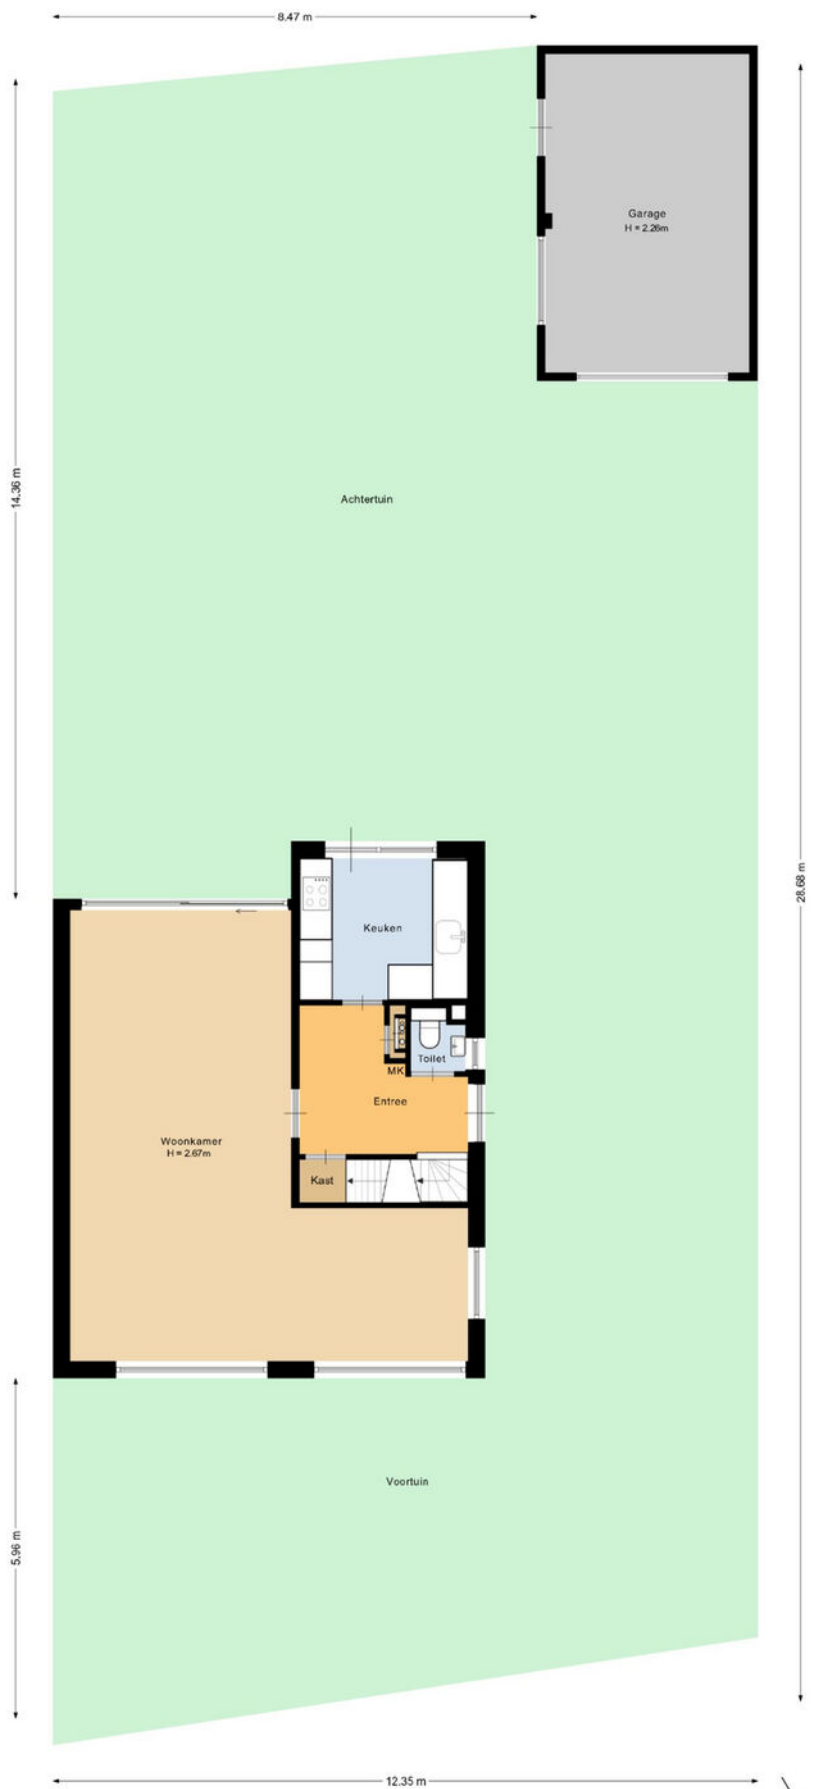 8.47 m
Garage
H = 2.26m
14.36 m
Achtertuin
28.68 m
Keuken
Toilet
MK
Entree
Woonkamer
H = 2.67m
Kast
Voortuin
5.96 m
12.35 m